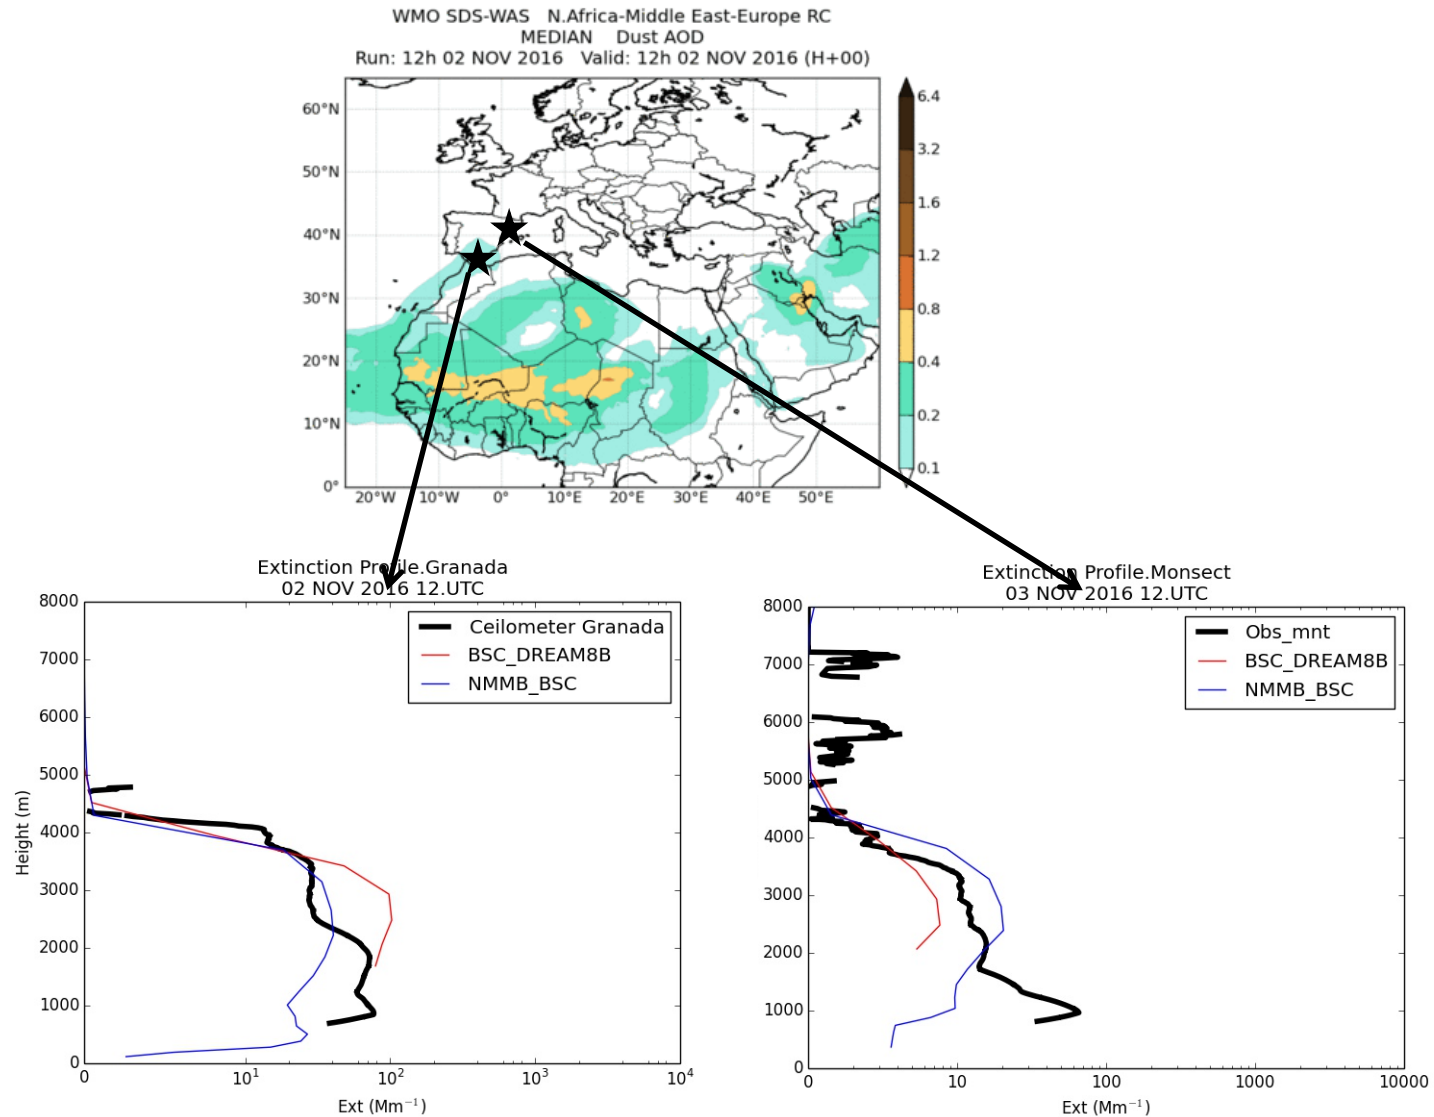 WMO SDS-WAS N.Africa-Middle East-Europe RC
MEDIAN Dust AOD
Run: 12h 02 NOV 2016 Valid: 12h 02 NOV 2016 (H+00)
60°N
50°N
40°N
30°N
20°N
10°N
0°
20°W 10°W 0° 10°E 20°E 30°E 40°E 50°E
6.4
3.2
1.6
1.2
0.8
0.4
0.2
0.1
Extinction Profile.Granada
02 NOV 2016 12.UTC
8000
7000
6000
5000
4000
3000
2000
1000
0
Height (m)
Ceilometer Granada
BSC_DREAM8B
NMMB_BSC
0 10¹ 10² 10³ 10⁴
Ext (Mm⁻¹)
Extinction Profile.Monsect
03 NOV 2016 12.UTC
8000
7000
6000
5000
4000
3000
2000
1000
0
Obs_mnt
BSC_DREAM8B
NMMB_BSC
0 10 100 1000 10000
Ext (Mm⁻¹)